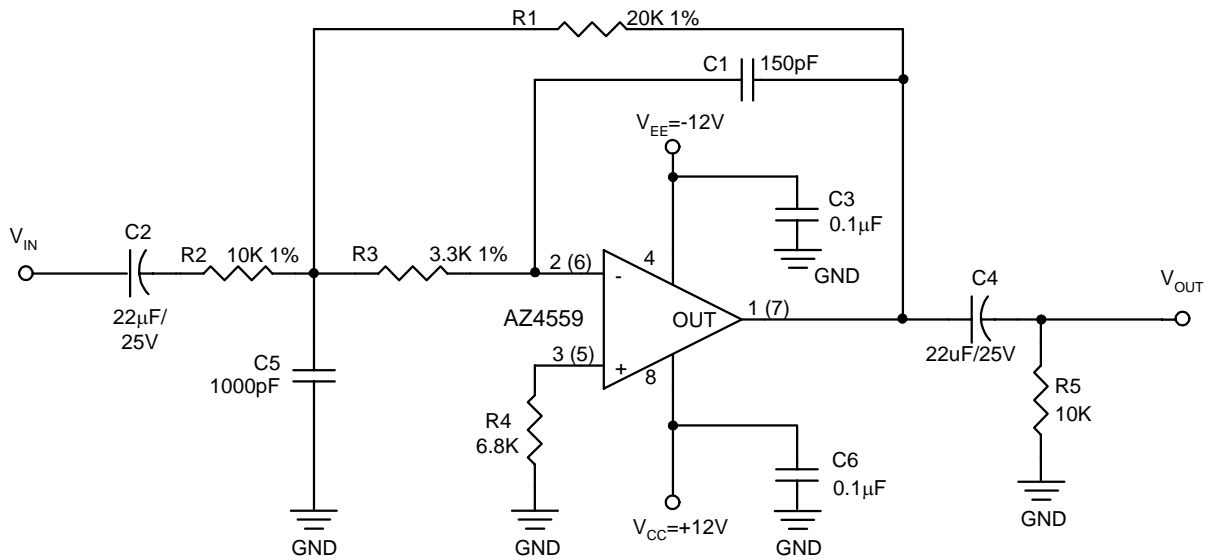 R1 20K 1%
C1 150pF
V_EE=-12V
C3
0.1μF
GND
V_IN
C2
22μF/
25V
R2 10K 1%
R3 3.3K 1%
2 (6)
4
-
AZ4559
OUT
1 (7)
3 (5)
+
8
C4
22uF/25V
V_OUT
C5
1000pF
R4
6.8K
R5
10K
C6
0.1μF
V_CC=+12V
GND
GND
GND
GND